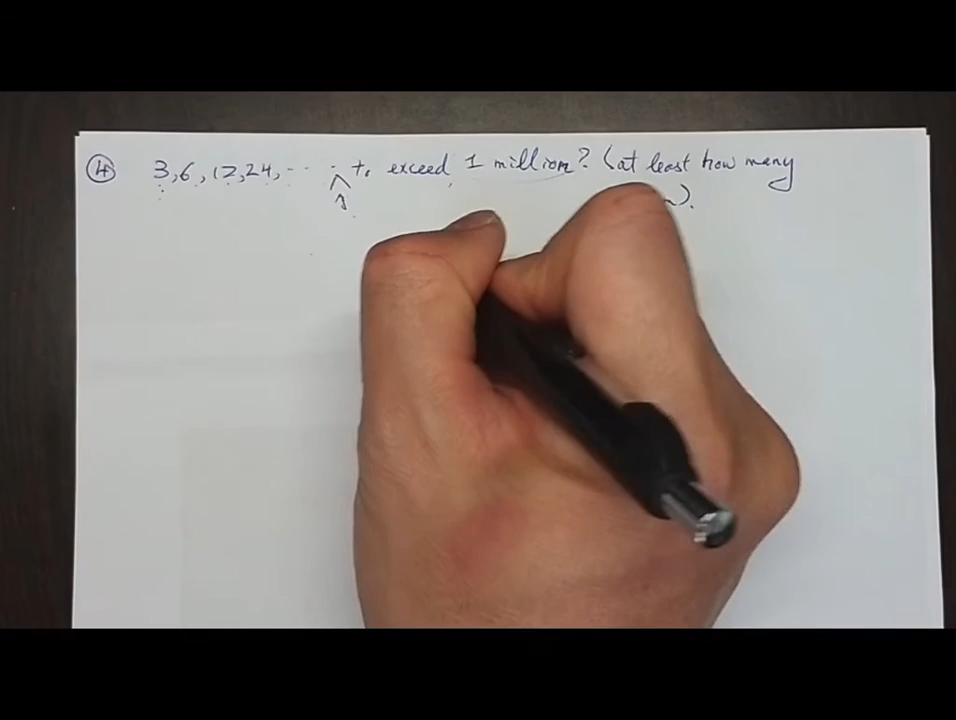 ④ 3,6,12,24,.... to exceed 1 million? (at least how many
).